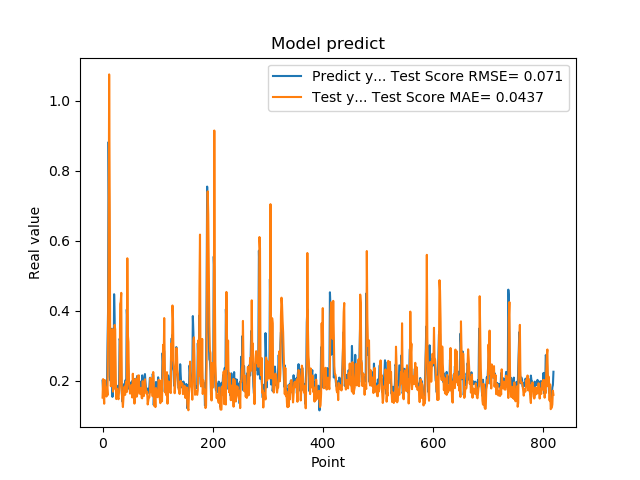 Model predict
Predict y... Test Score RMSE= 0.071
Test y... Test Score MAE= 0.0437
Real value
1.0
0.8
0.6
0.4
0.2
0 200 400 600 800
Point